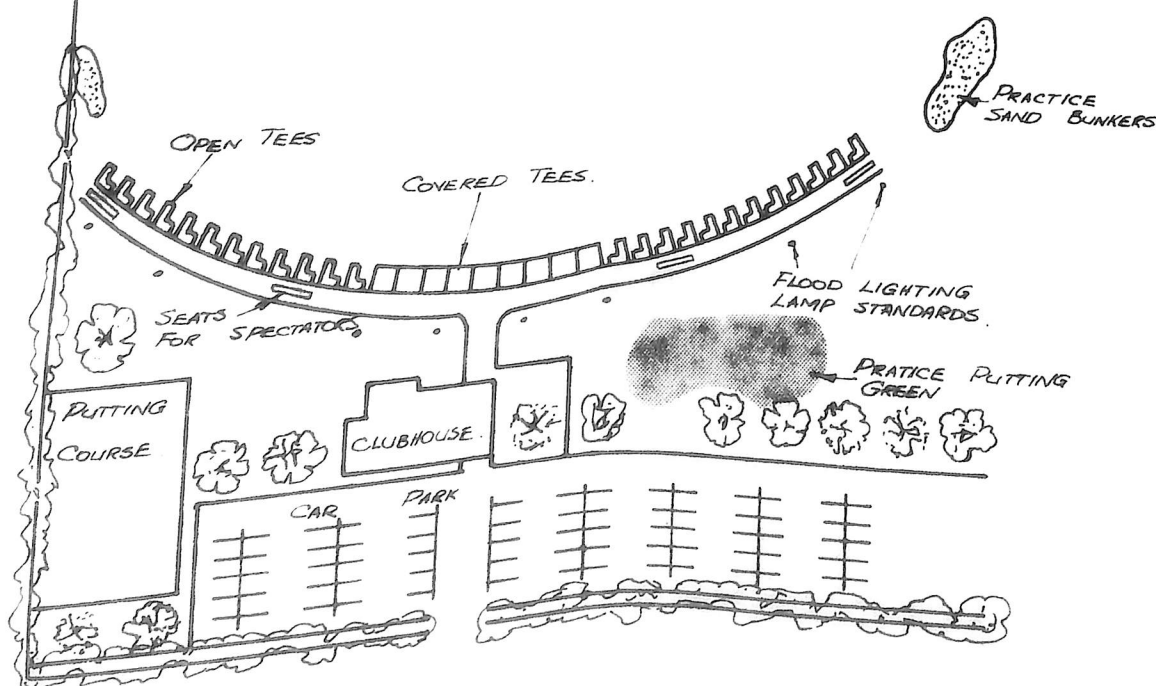 PRACTICE
SAND BUNKERS
OPEN TEES
COVERED TEES.
FLOOD LIGHTING
LAMP STANDARDS.
SEATS
FOR SPECTATORS
PRATICE PUTTING
GREEN
PUTTING
COURSE
CLUBHOUSE.
CAR PARK